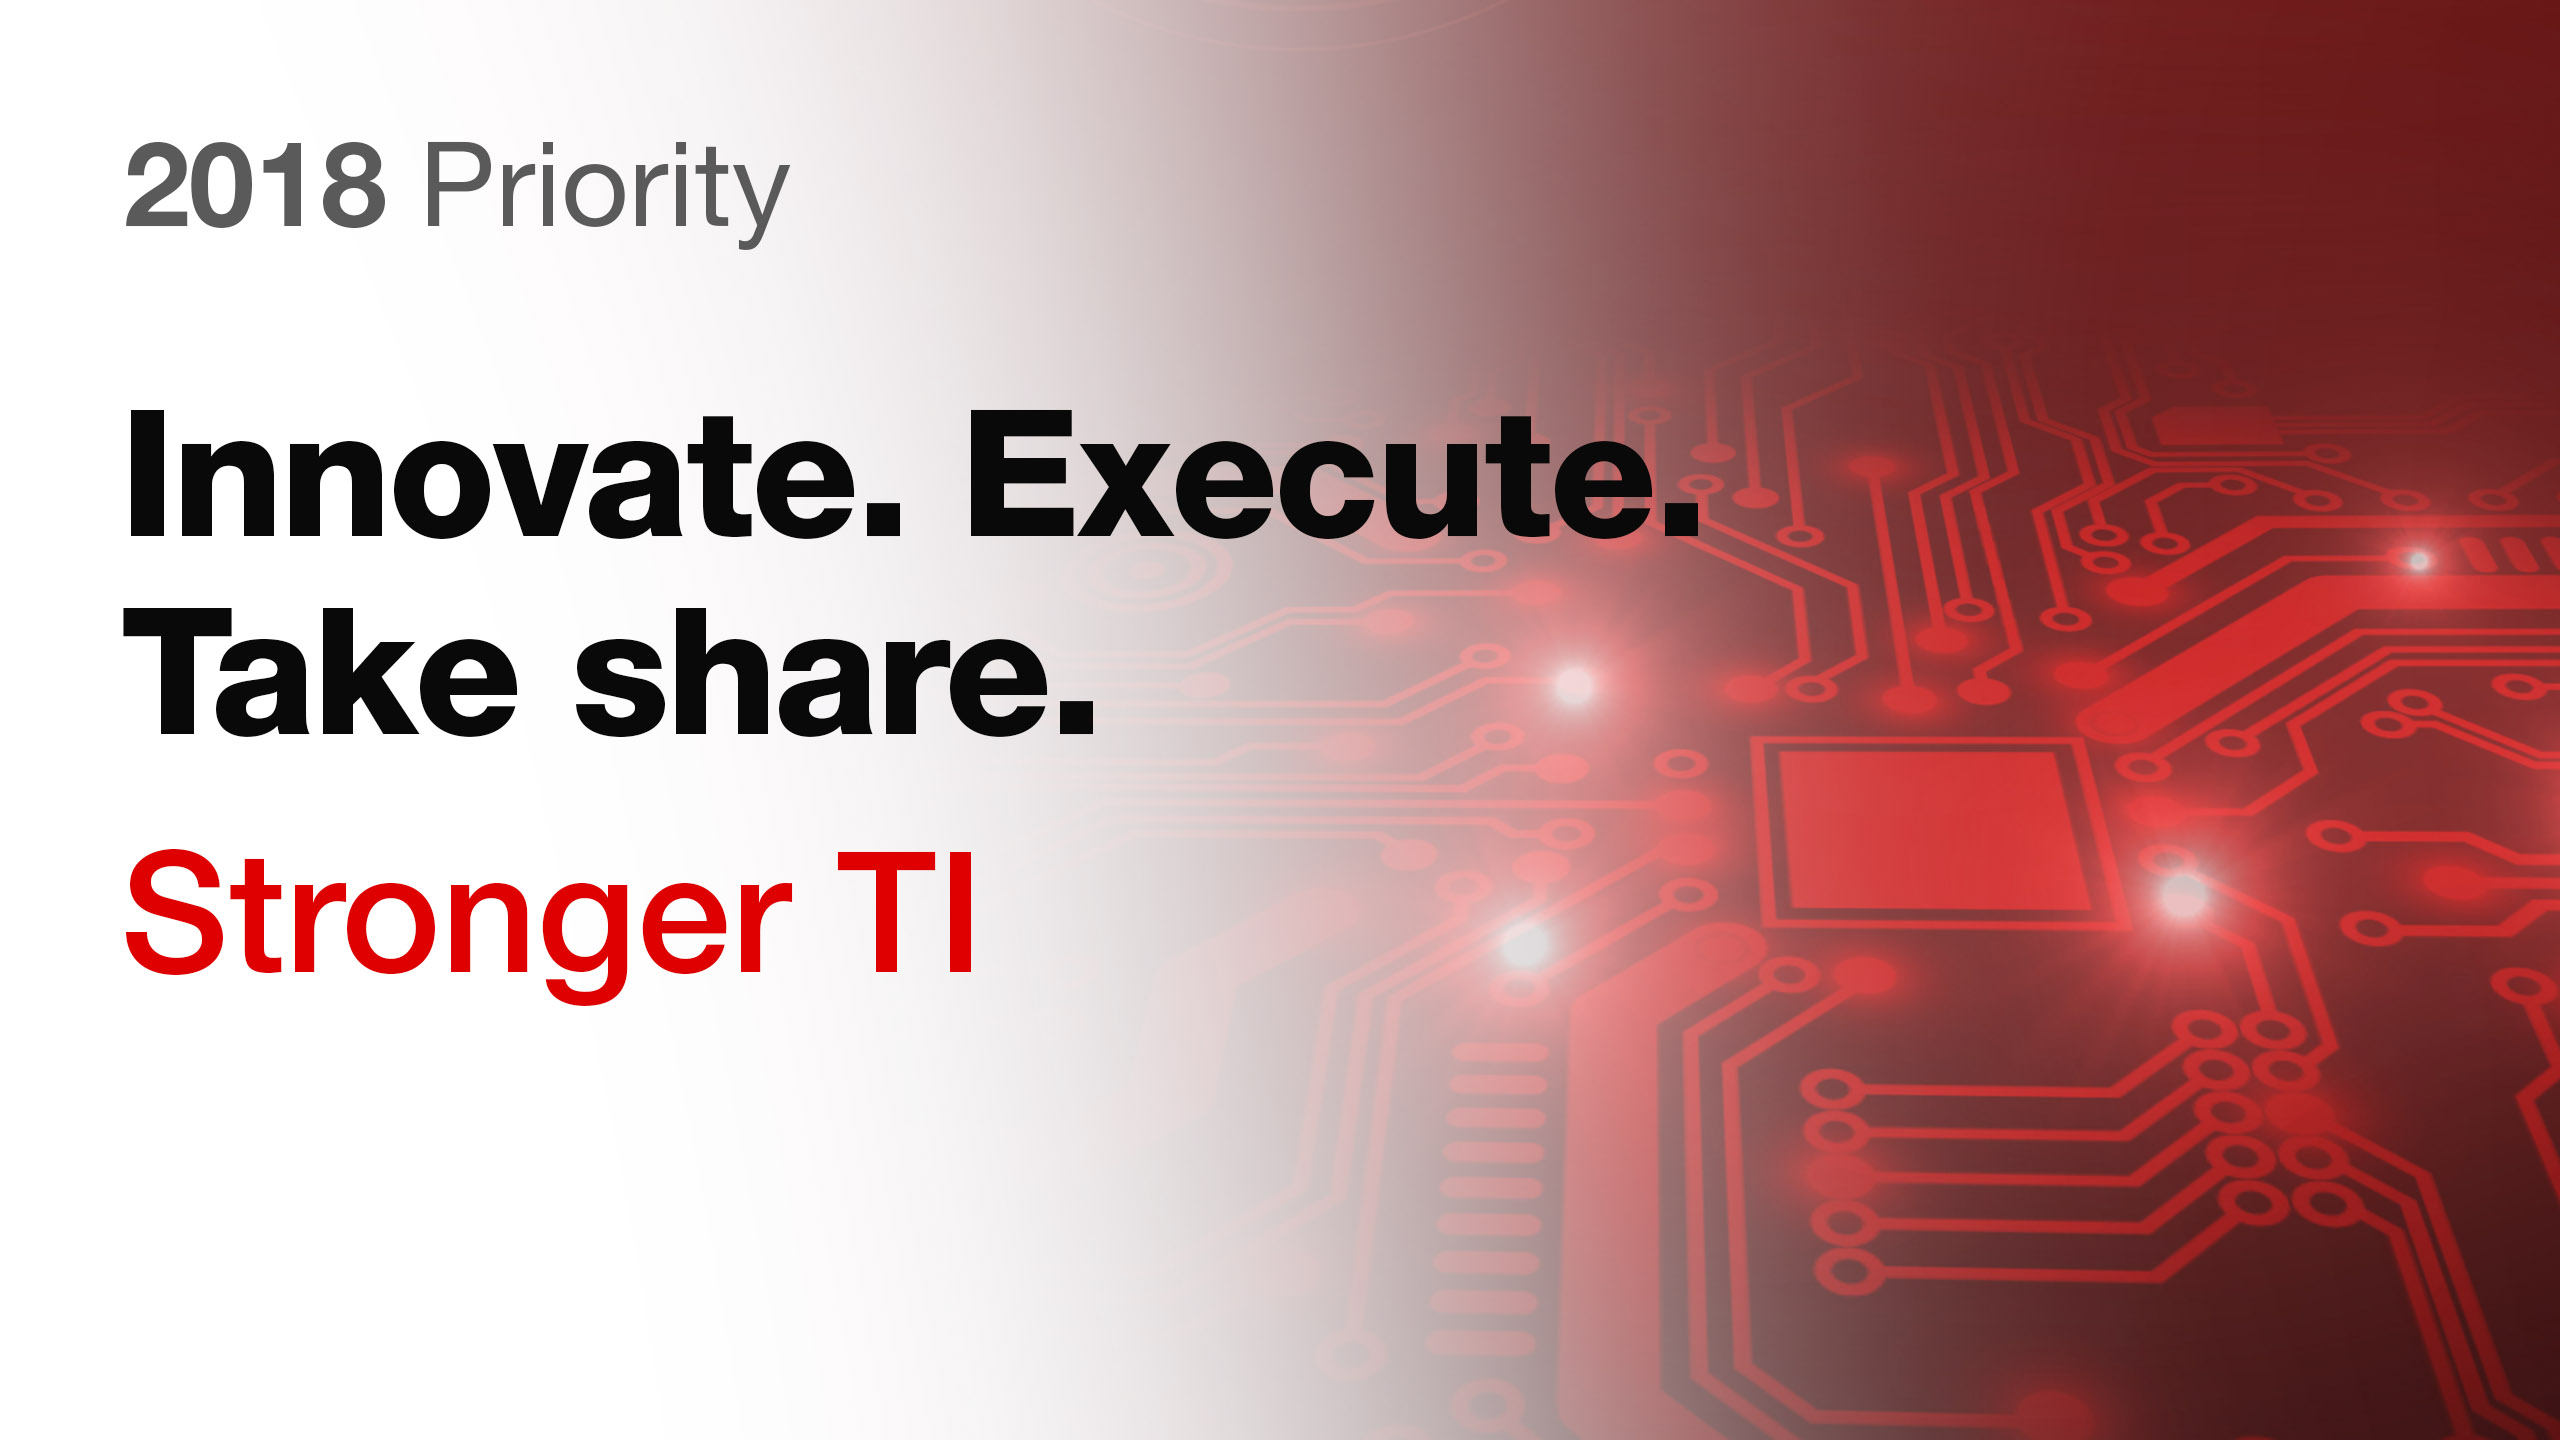 2018 Priority
Innovate. Execute.
Take share.
Stronger TI